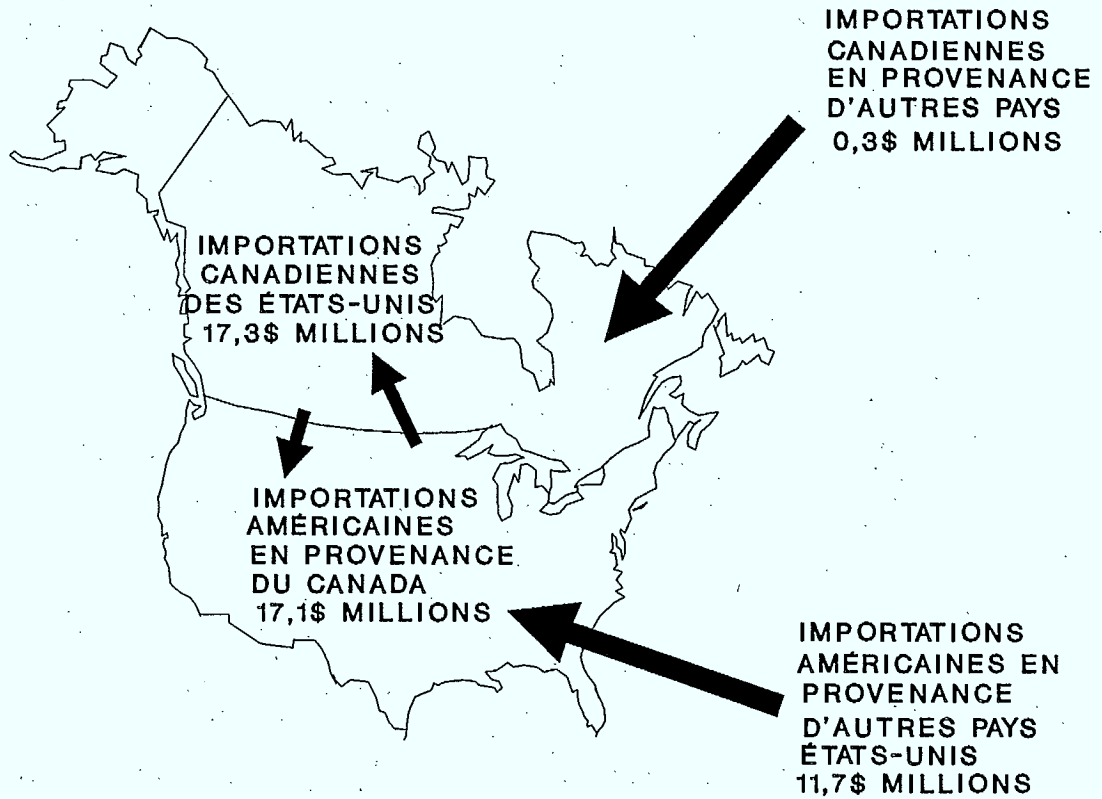 IMPORTATIONS
CANADIENNES
EN PROVENANCE
D'AUTRES PAYS
0,3$ MILLIONS
IMPORTATIONS
CANADIENNES
DES ÉTATS-UNIS
17,3$ MILLIONS
IMPORTATIONS
AMÉRICAINES
EN PROVENANCE
DU CANADA
17,1$ MILLIONS
IMPORTATIONS
AMÉRICAINES EN
PROVENANCE
D'AUTRES PAYS
ÉTATS-UNIS
11,7$ MILLIONS